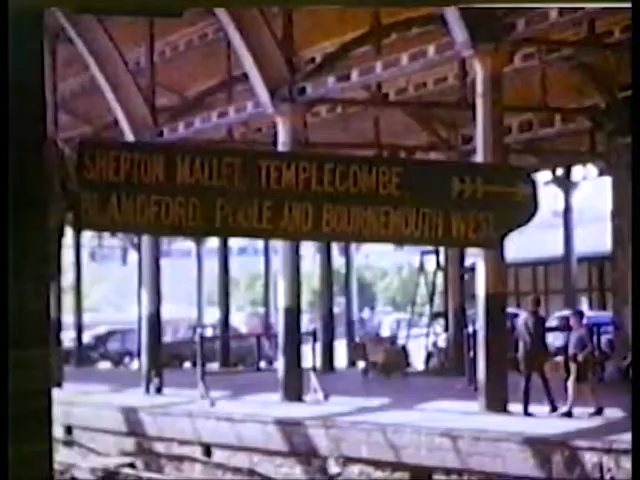 SHEPTON MALLET, TEMPLECOMBE,
BLANDFORD, POOLE AND BOURNEMOUTH WEST